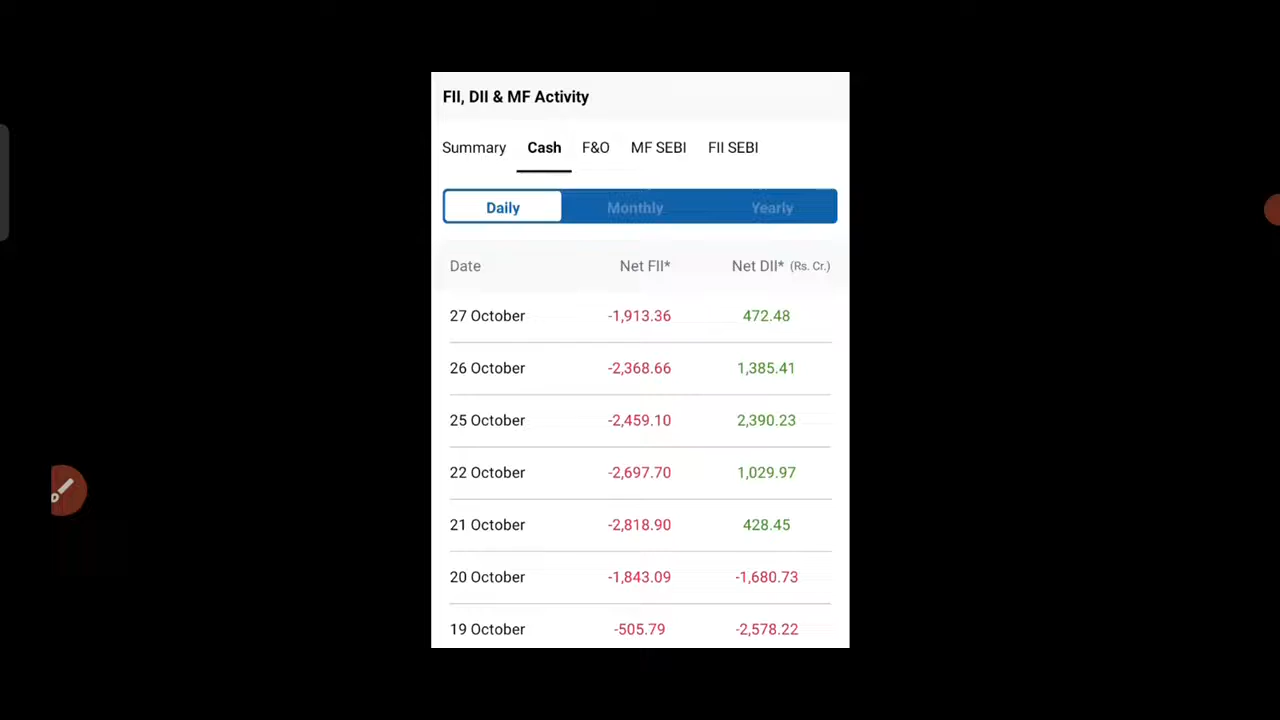 FII, DII & MF Activity
Summary Cash F&O MF SEBI FII SEBI
Daily Monthly Yearly
Date Net FII* Net DII* (Rs. Cr.)
27 October -1,913.36 472.48
26 October -2,368.66 1,385.41
25 October -2,459.10 2,390.23
22 October -2,697.70 1,029.97
21 October -2,818.90 428.45
20 October -1,843.09 -1,680.73
19 October -505.79 -2,578.22